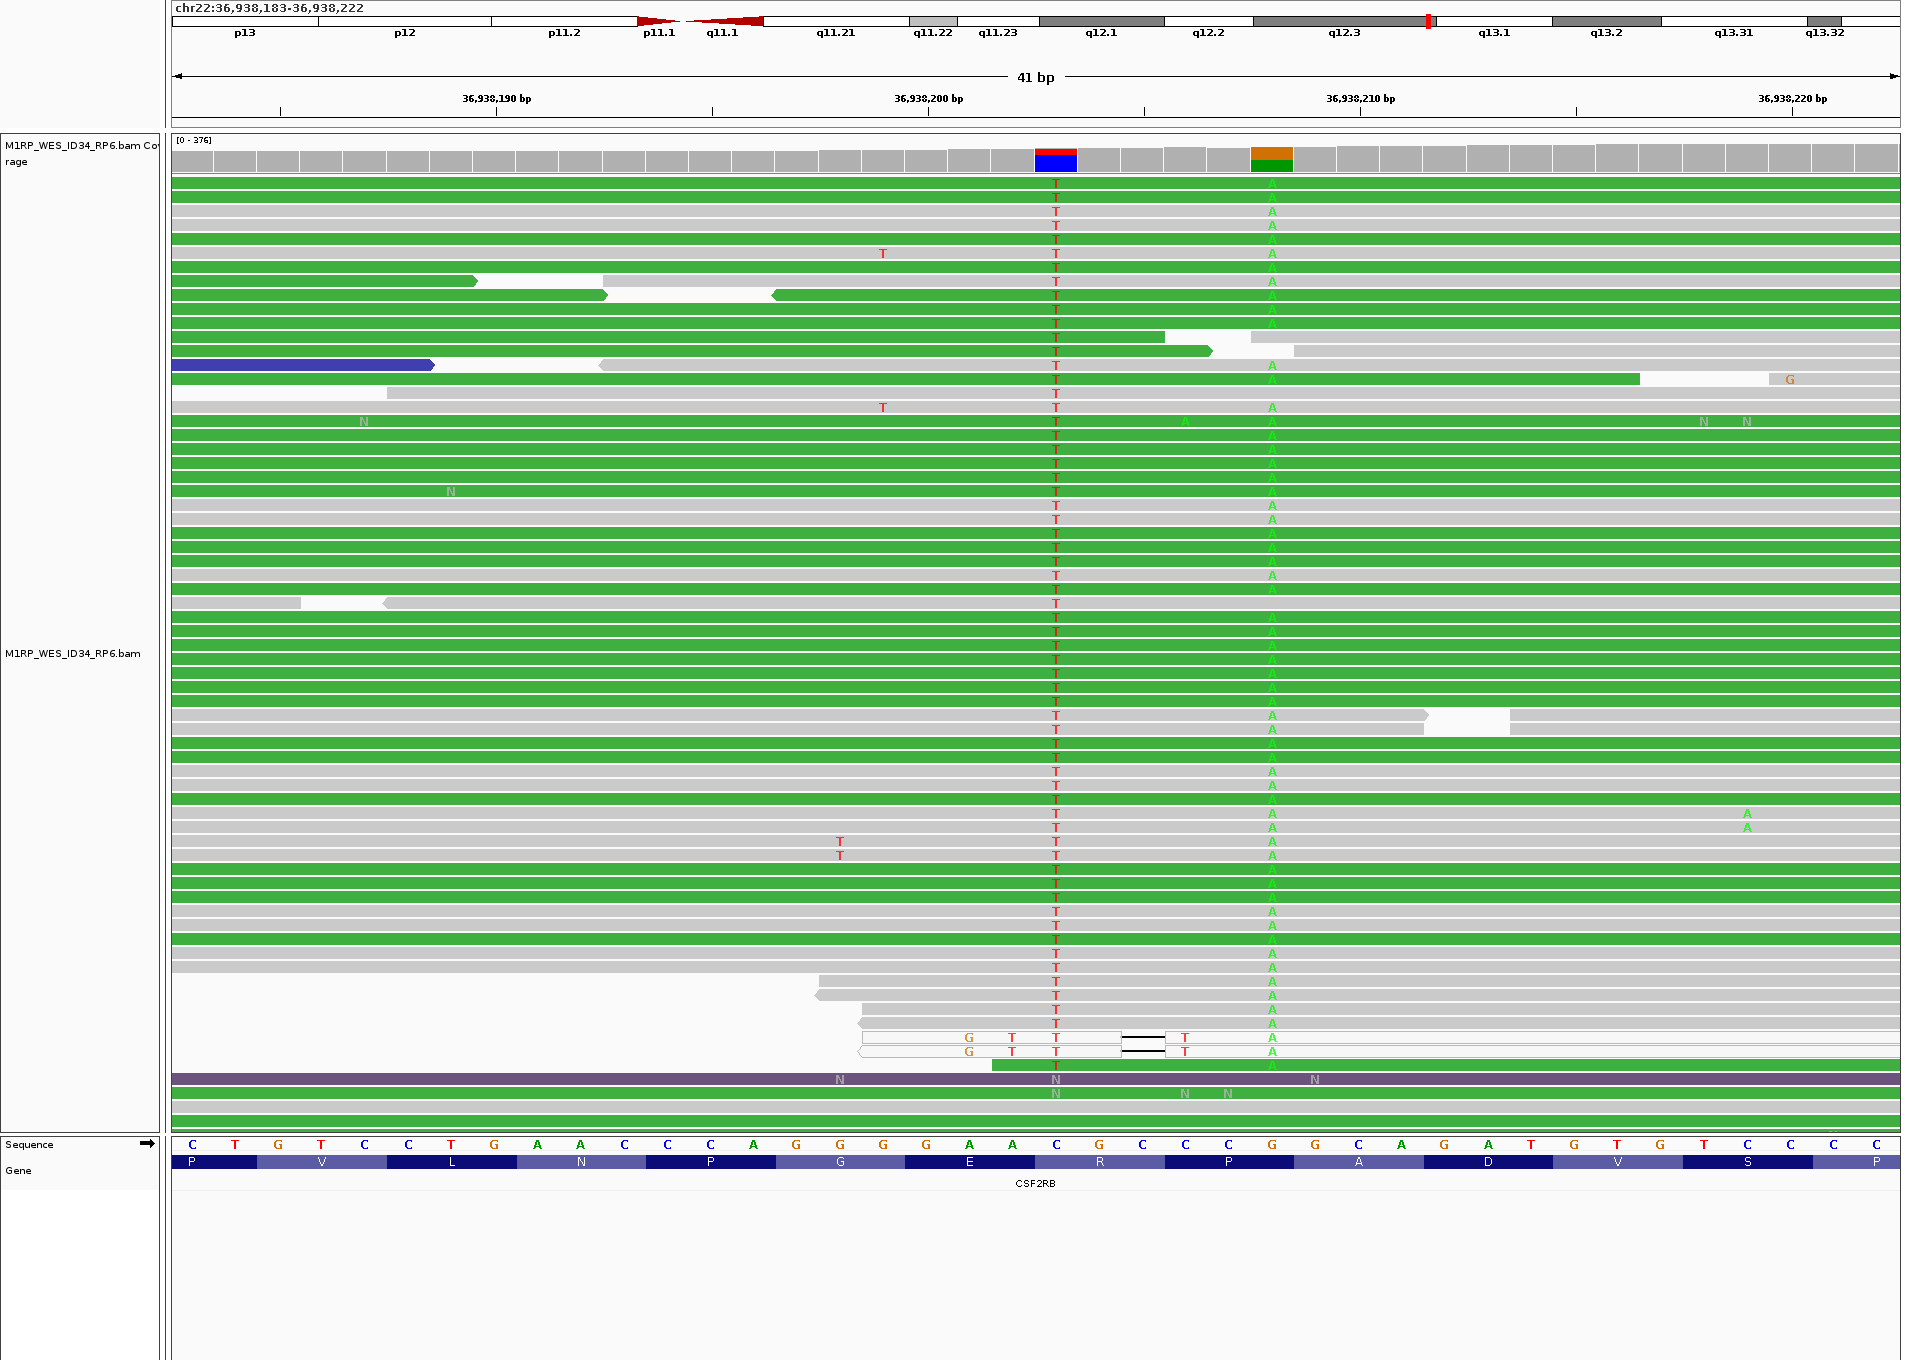 chr22:36,938,183-36,938,222
p13 p12 p11.2 p11.1 q11.1 q11.21 q11.22 q11.23 q12.1 q12.2 q12.3 q13.1 q13.2 q13.31 q13.32
41 bp
36,938,190 bp 36,938,200 bp 36,938,210 bp 36,938,220 bp
[0 - 376]
M1RP_WES_ID34_RP6.bam Co
rage
T A
T A
T A
T A
T A
T T A
T A
T A
T A
T A
T A
T
T
T A
T A G
T
T T A
N A A N N
T A
T A
T A
T A
N T A
T A
T A
T A
T A
T A
T A
T A
T
T A
T A
T A
M1RP_WES_ID34_RP6.bam
T A
T A
T A
T A
T A
T A
T A
T A
T A
T A
T A
T A A
T A A
T T A
T T A
T A
T A
T A
T A
T A
T A
T A
T A
T A
T A
T A
T A
G T T T A
G T T T A
T A
N N N
N N N
Sequence C T G T C C T G A A C C C A G G G G A A C G C C C G G C A G A T G T G T C C C C
Gene P V L N P G E R P A D V S P
CSF2RB